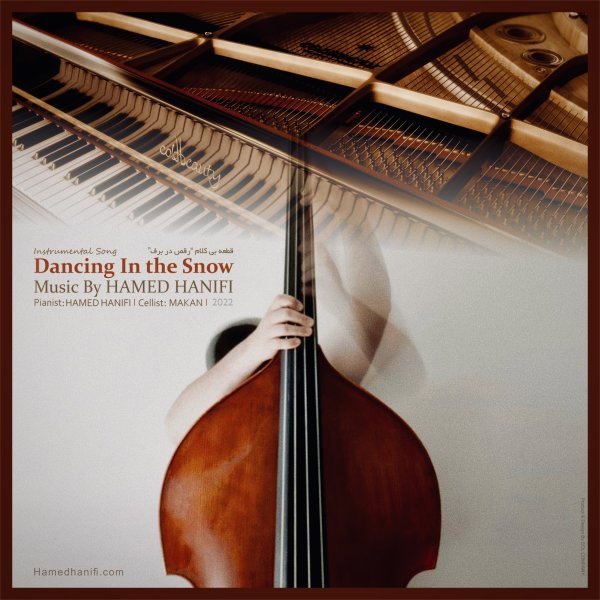 coldbeauty
Instrumental Song
قطعه بی کلام "رقص در برف"
Dancing In the Snow
Music By HAMED HANIFI
Pianist:HAMED HANIFI | Cellist: MAKAN | 2022
Hamedhanifi.com